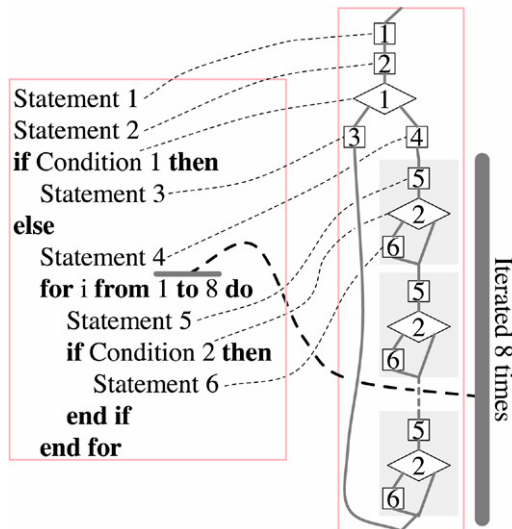 Statement 1
Statement 2
if Condition 1 then
Statement 3
else
Statement 4
for i from 1 to 8 do
Statement 5
if Condition 2 then
Statement 6
end if
end for
1
2
1
3 4
5
2
6
5
2
6
5
2
6
Iterated 8 times